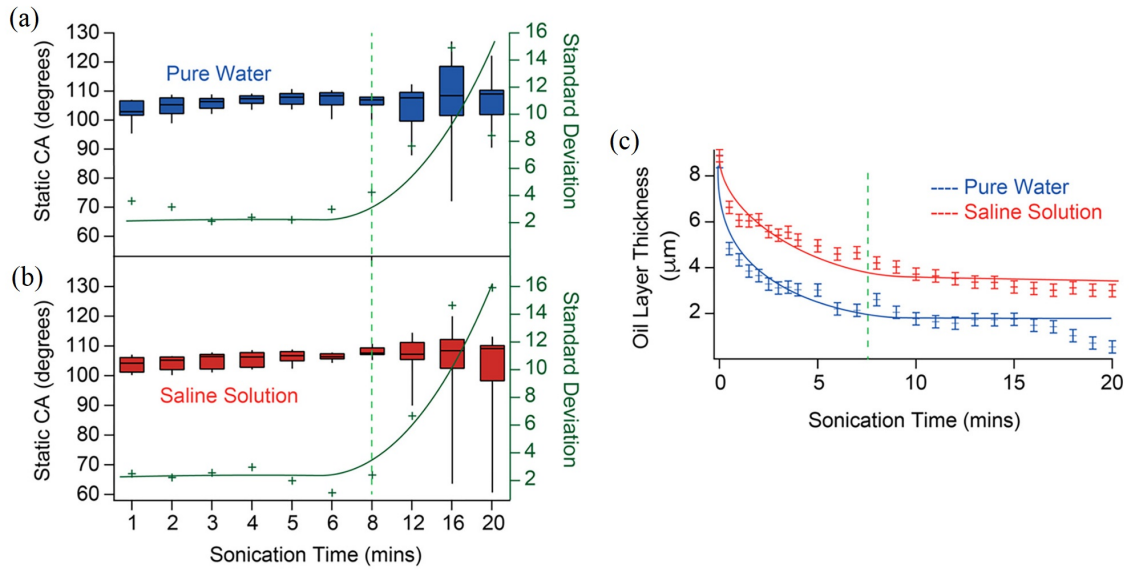 (a)
130
120
110
100
90
80
70
60
Static CA (degrees)
Pure Water
16
14
12
10
8
6
4
2
Standard Deviation
(b)
130
120
110
100
90
80
70
60
Static CA (degrees)
Saline Solution
16
14
12
10
8
6
4
2
Standard Deviation
1 2 3 4 5 6 8 12 16 20
Sonication Time (mins)
(c)
8
6
4
2
Oil Layer Thickness
(μm)
Pure Water
Saline Solution
0 5 10 15 20
Sonication Time (mins)